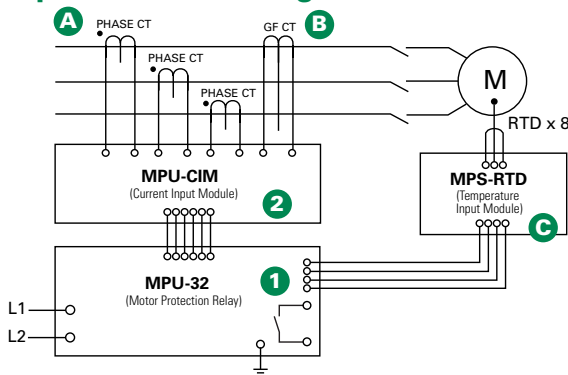 A
PHASE CT
GF CT
B
PHASE CT
PHASE CT
M
RTD x 8
MPU-CIM
(Current Input Module)
2
MPS-RTD
(Temperature
Input Module)
C
MPU-32
(Motor Protection Relay)
1
L1
L2